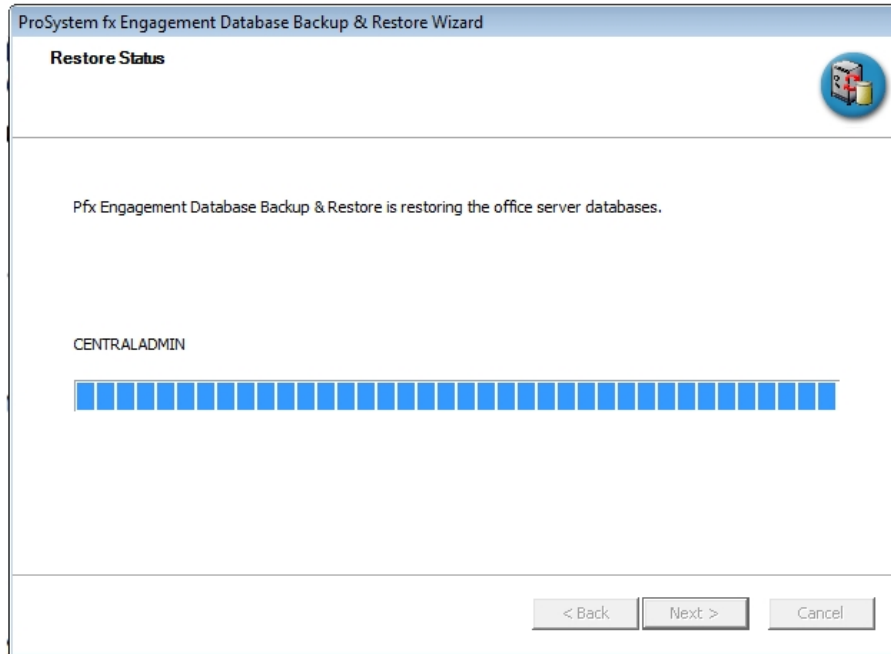 ProSystem fx Engagement Database Backup & Restore Wizard
Restore Status
Pfx Engagement Database Backup & Restore is restoring the office server databases.
CENTRALADMIN
< Back Next > Cancel